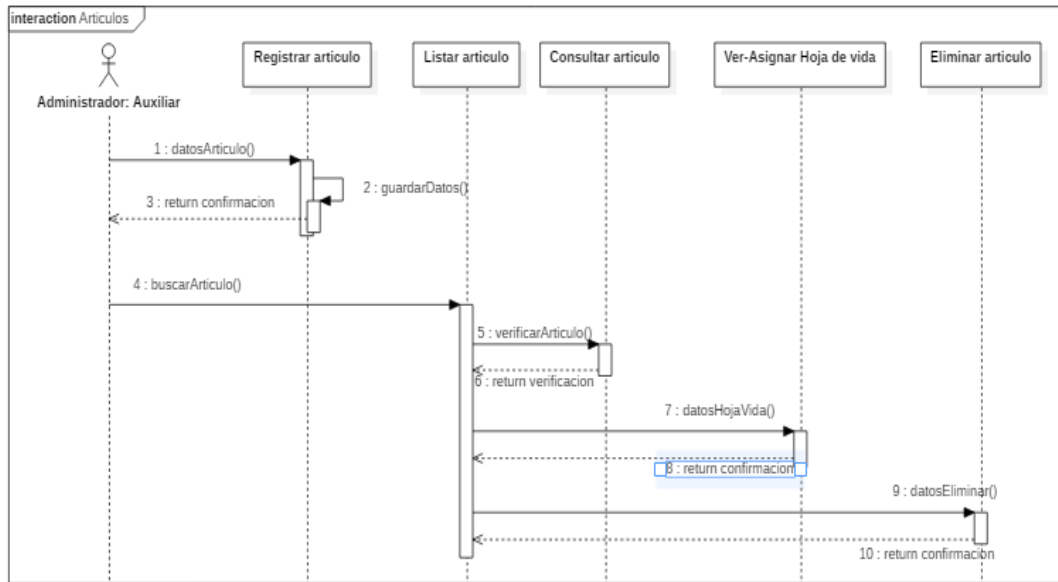 interaction Articulos
Registrar articulo
Listar articulo
Consultar articulo
Ver-Asignar Hoja de vida
Eliminar articulo
Administrador: Auxiliar
1 : datosArticulo()
2 : guardarDatos()
3 : return confirmacion
4 : buscarArticulo()
5 : verificarArticulo()
6 : return verificacion
7 : datosHojaVida()
8 : return confirmacion
9 : datosEliminar()
10 : return confirmacion